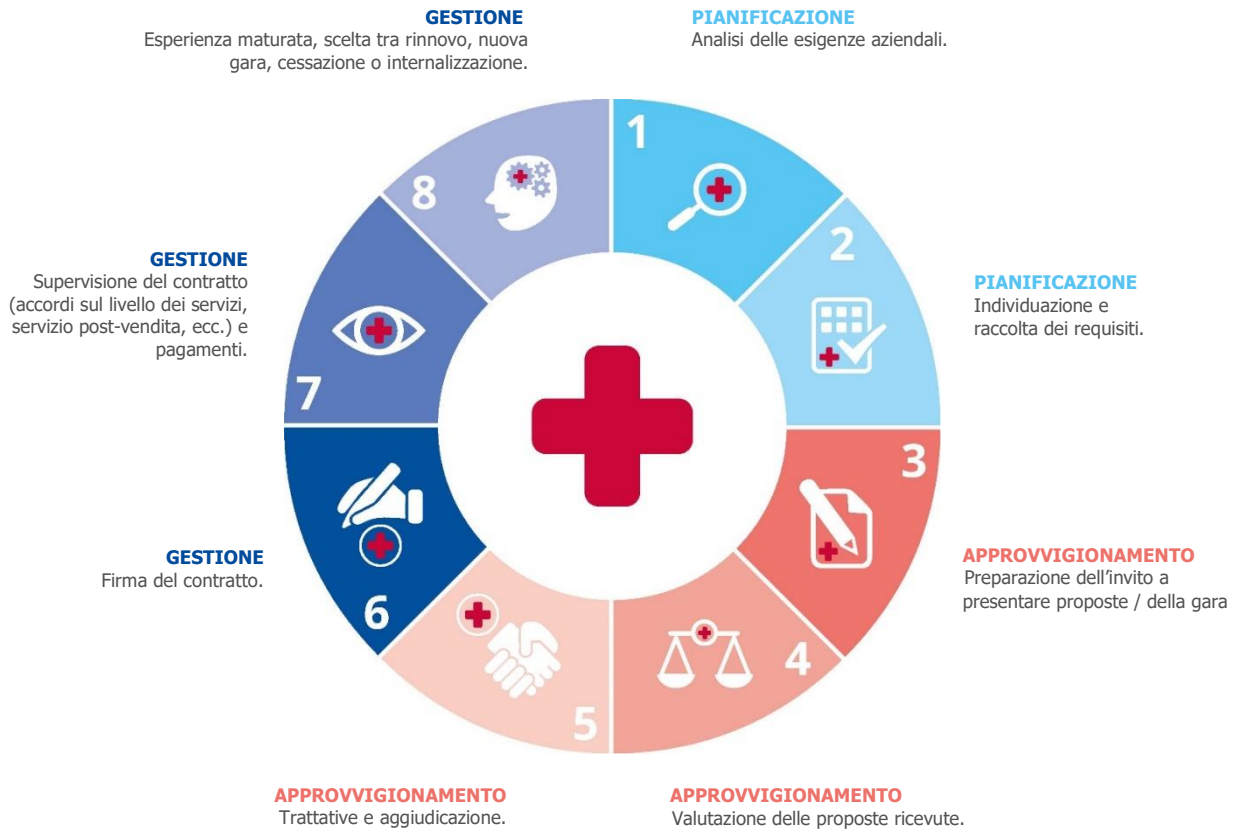 GESTIONE
Esperienza maturata, scelta tra rinnovo, nuova
gara, cessazione o internalizzazione.
PIANIFICAZIONE
Analisi delle esigenze aziendali.
1
8
2
GESTIONE
Supervisione del contratto
(accordi sul livello dei servizi,
servizio post-vendita, ecc.) e
pagamenti.
PIANIFICAZIONE
Individuazione e
raccolta dei requisiti.
7
3
GESTIONE
Firma del contratto.
APPROVVIGIONAMENTO
Preparazione dell’invito a
presentare proposte / della gara
6
4
5
APPROVVIGIONAMENTO
Trattative e aggiudicazione.
APPROVVIGIONAMENTO
Valutazione delle proposte ricevute.